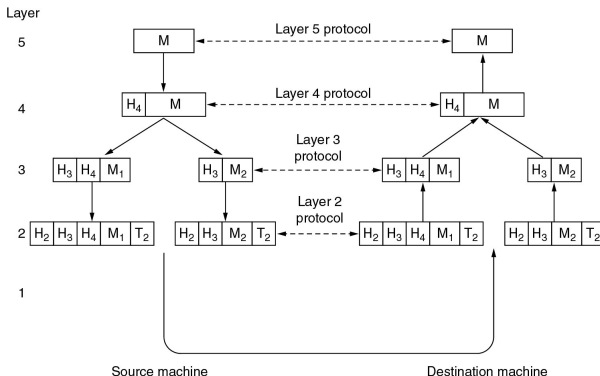 Layer
5
M
Layer 5 protocol
M
4
H₄ M
Layer 4 protocol
H₄ M
3
H₃ H₄ M₁
H₃ M₂
Layer 3
protocol
H₃ H₄ M₁
H₃ M₂
2
H₂ H₃ H₄ M₁ T₂
H₂ H₃ M₂ T₂
Layer 2
protocol
H₂ H₃ H₄ M₁ T₂
H₂ H₃ M₂ T₂
1
Source machine
Destination machine